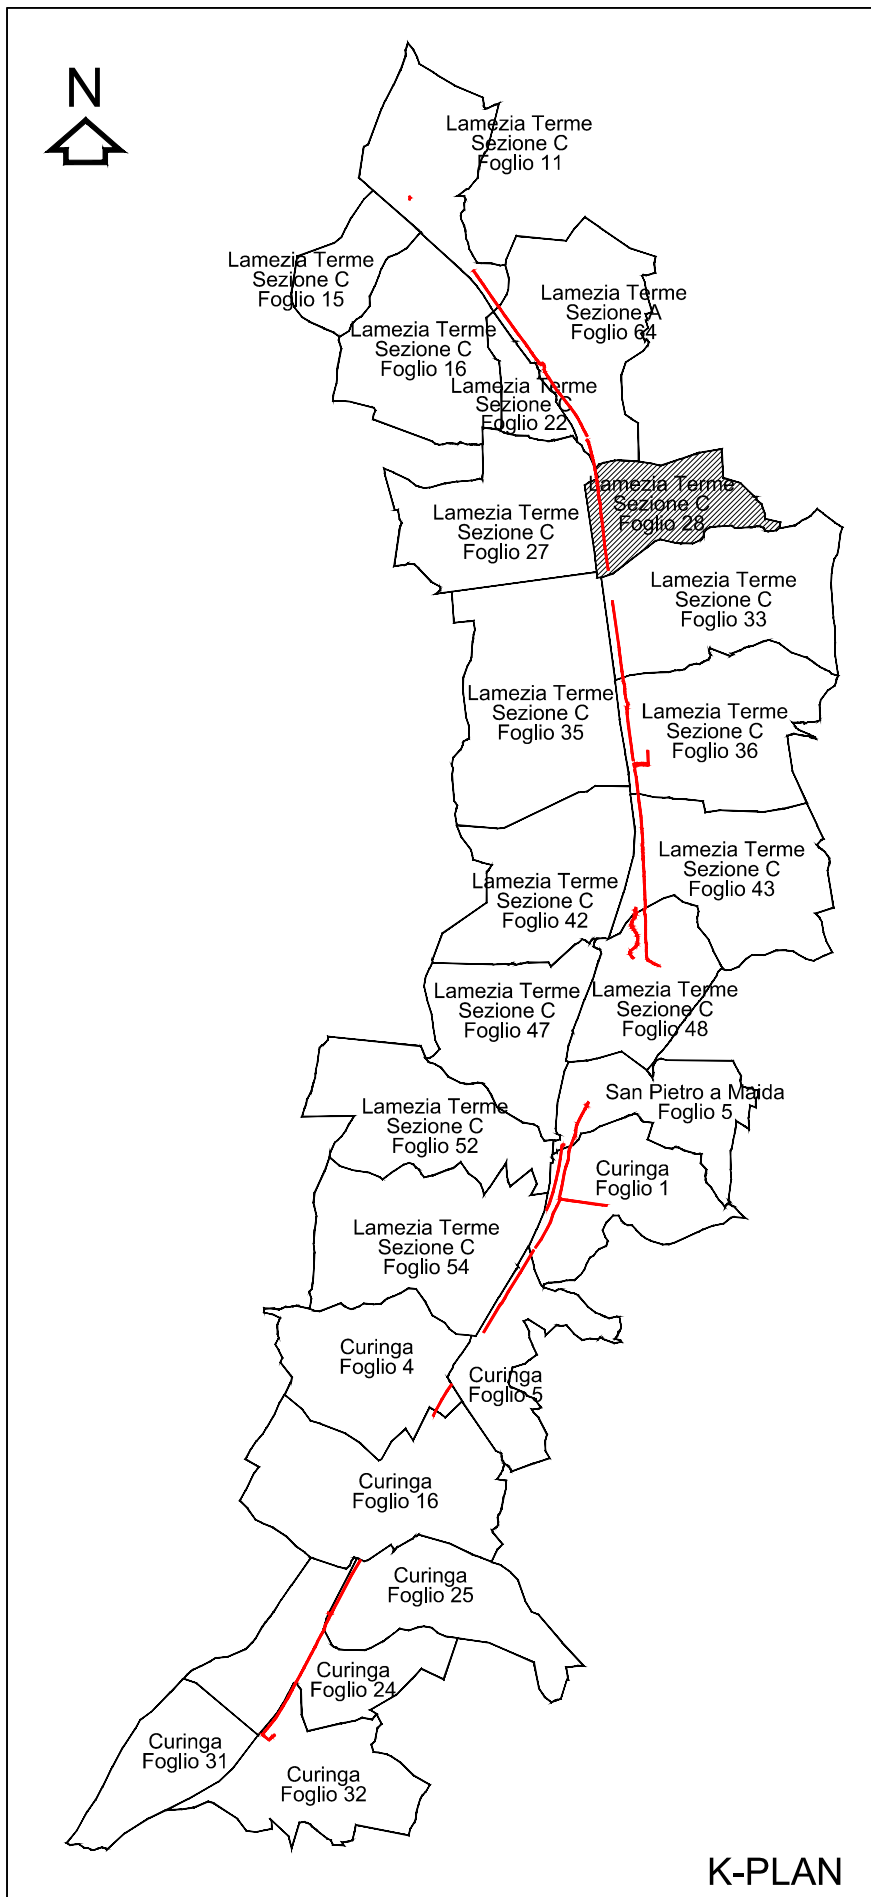 N
Lamezia Terme
Sezione C
Foglio 11
Lamezia Terme
Sezione C
Foglio 15
Lamezia Terme
Sezione A
Foglio 64
Lamezia Terme
Sezione C
Foglio 16
Lamezia Terme
Sezione C
Foglio 22
Lamezia Terme
Sezione C
Foglio 28
Lamezia Terme
Sezione C
Foglio 27
Lamezia Terme
Sezione C
Foglio 33
Lamezia Terme
Sezione C
Foglio 35
Lamezia Terme
Sezione C
Foglio 36
Lamezia Terme
Sezione C
Foglio 43
Lamezia Terme
Sezione C
Foglio 42
Lamezia Terme
Sezione C
Foglio 47
Lamezia Terme
Sezione C
Foglio 48
San Pietro a Maida
Foglio 5
Lamezia Terme
Sezione C
Foglio 52
Curinga
Foglio 1
Lamezia Terme
Sezione C
Foglio 54
Curinga
Foglio 4
Curinga
Foglio 5
Curinga
Foglio 16
Curinga
Foglio 25
Curinga
Foglio 24
Curinga
Foglio 31
Curinga
Foglio 32
K-PLAN